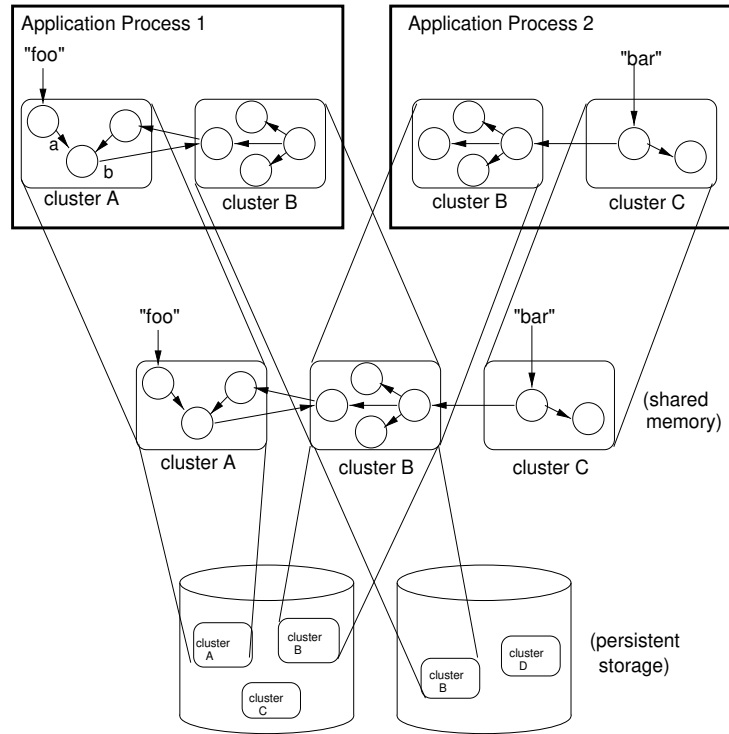 Application Process 1
Application Process 2
"foo"
"bar"
a
b
cluster A
cluster B
cluster B
cluster C
"foo"
"bar"
(shared
memory)
cluster A
cluster B
cluster C
cluster
A
cluster
B
cluster
C
cluster
B
cluster
D
(persistent
storage)